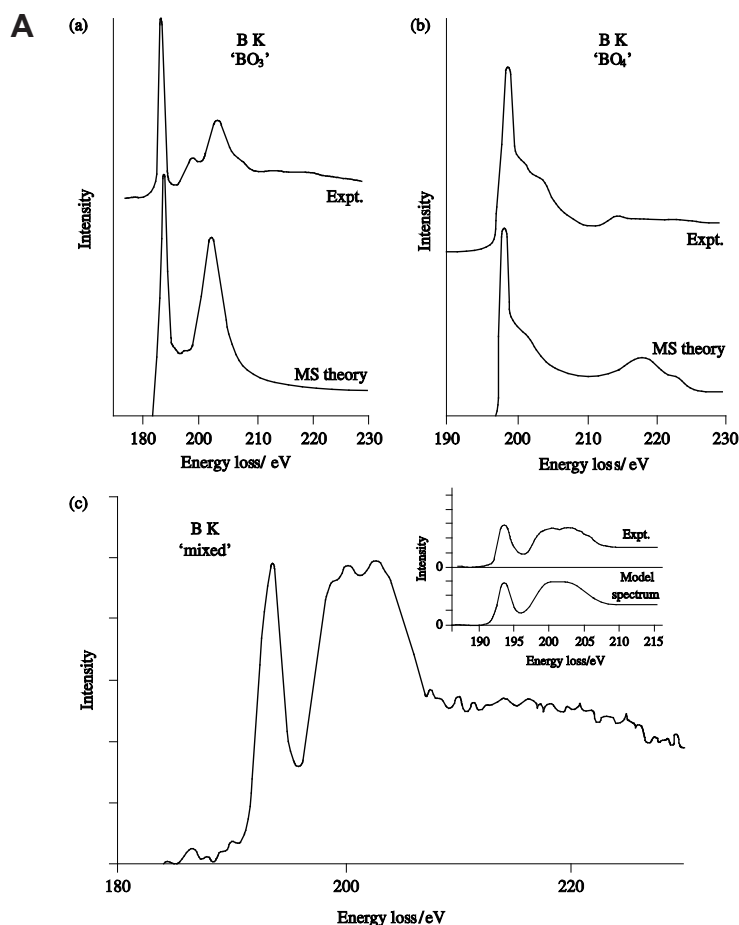 A
(a)
B K
‘BO₃’
Intensity
Expt.
MS theory
180 200 210 220 230
Energy loss/ eV
(b)
B K
‘BO₄’
Intensity
Expt.
MS theory
190 200 210 220 230
Energy loss/ eV
(c)
B K
‘mixed’
Intensity
180 200 220
Energy loss/eV
Intensity
Expt.
0
Model
spectrum
0
190 195 200 205 210 215
Energy loss/eV